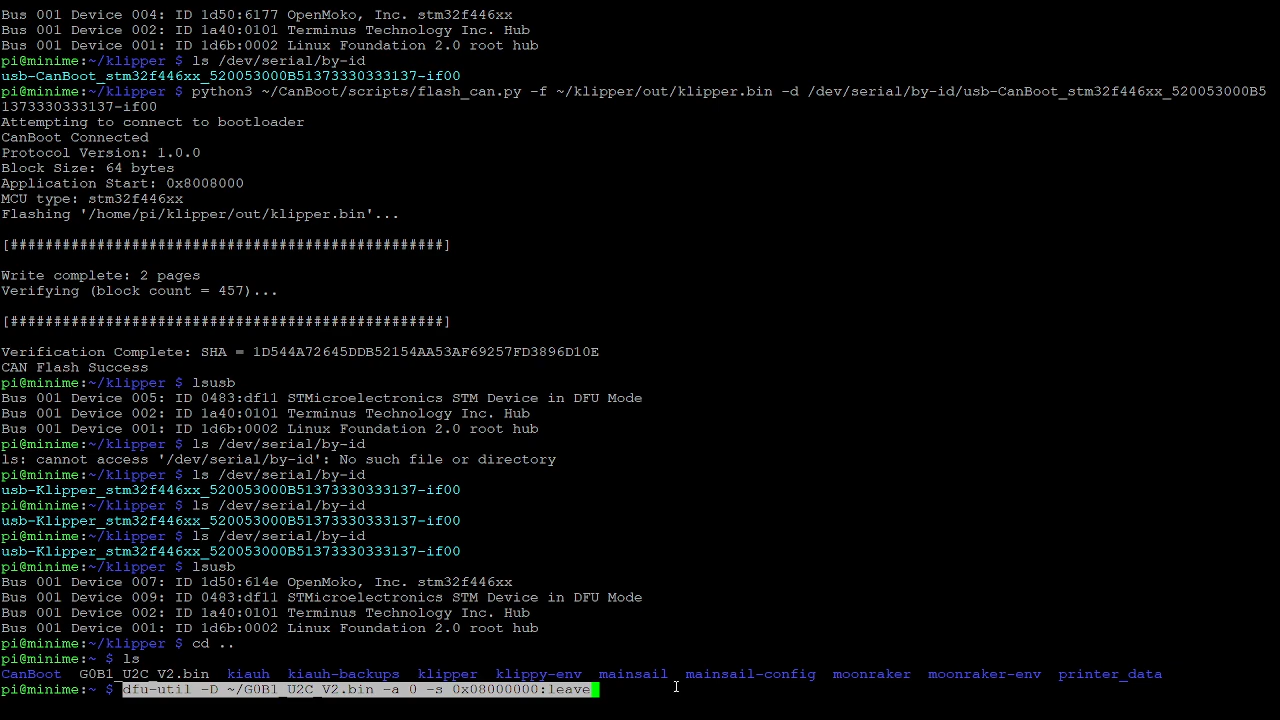 Bus 001 Device 004: ID 1d50:6177 OpenMoko, Inc. stm32f446xx
Bus 001 Device 002: ID 1a40:0101 Terminus Technology Inc. Hub
Bus 001 Device 001: ID 1d6b:0002 Linux Foundation 2.0 root hub
pi@minime:~/klipper $ ls /dev/serial/by-id
usb-CanBoot_stm32f446xx_520053000B51373330333137-if00
pi@minime:~/klipper $ python3 ~/CanBoot/scripts/flash_can.py -f ~/klipper/out/klipper.bin -d /dev/serial/by-id/usb-CanBoot_stm32f446xx_520053000B5
1373330333137-if00
Attempting to connect to bootloader
CanBoot Connected
Protocol Version: 1.0.0
Block Size: 64 bytes
Application Start: 0x8008000
MCU type: stm32f446xx
Flashing '/home/pi/klipper/out/klipper.bin'...
[##################################################]
Write complete: 2 pages
Verifying (block count = 457)...
[##################################################]
Verification Complete: SHA = 1D544A72645DDB52154AA53AF69257FD3896D10E
CAN Flash Success
pi@minime:~/klipper $ lsusb
Bus 001 Device 005: ID 0483:df11 STMicroelectronics STM Device in DFU Mode
Bus 001 Device 002: ID 1a40:0101 Terminus Technology Inc. Hub
Bus 001 Device 001: ID 1d6b:0002 Linux Foundation 2.0 root hub
pi@minime:~/klipper $ ls /dev/serial/by-id
ls: cannot access '/dev/serial/by-id': No such file or directory
pi@minime:~/klipper $ ls /dev/serial/by-id
usb-Klipper_stm32f446xx_520053000B51373330333137-if00
pi@minime:~/klipper $ ls /dev/serial/by-id
usb-Klipper_stm32f446xx_520053000B51373330333137-if00
pi@minime:~/klipper $ ls /dev/serial/by-id
usb-Klipper_stm32f446xx_520053000B51373330333137-if00
pi@minime:~/klipper $ lsusb
Bus 001 Device 007: ID 1d50:614e OpenMoko, Inc. stm32f446xx
Bus 001 Device 009: ID 0483:df11 STMicroelectronics STM Device in DFU Mode
Bus 001 Device 002: ID 1a40:0101 Terminus Technology Inc. Hub
Bus 001 Device 001: ID 1d6b:0002 Linux Foundation 2.0 root hub
pi@minime:~/klipper $ cd ..
pi@minime:~ $ ls
CanBoot G0B1_U2C_V2.bin kiauh kiauh-backups klipper klippy-env mainsail mainsail-config moonraker moonraker-env printer_data
pi@minime:~ $ dfu-util -D ~/G0B1_U2C_V2.bin -a 0 -s 0x08000000:leave